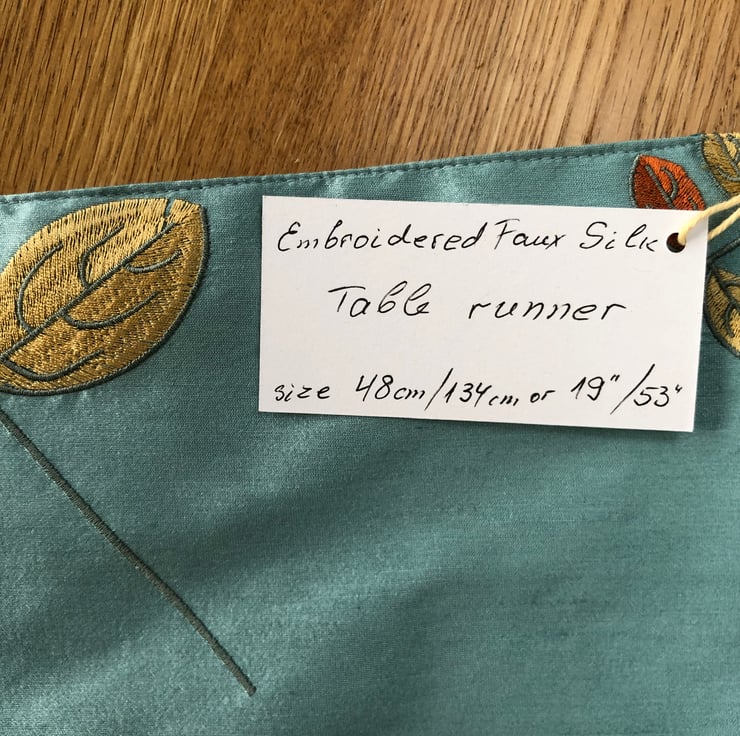 Embroidered Faux Silk
Table runner
size 48cm/134cm or 19"/53"